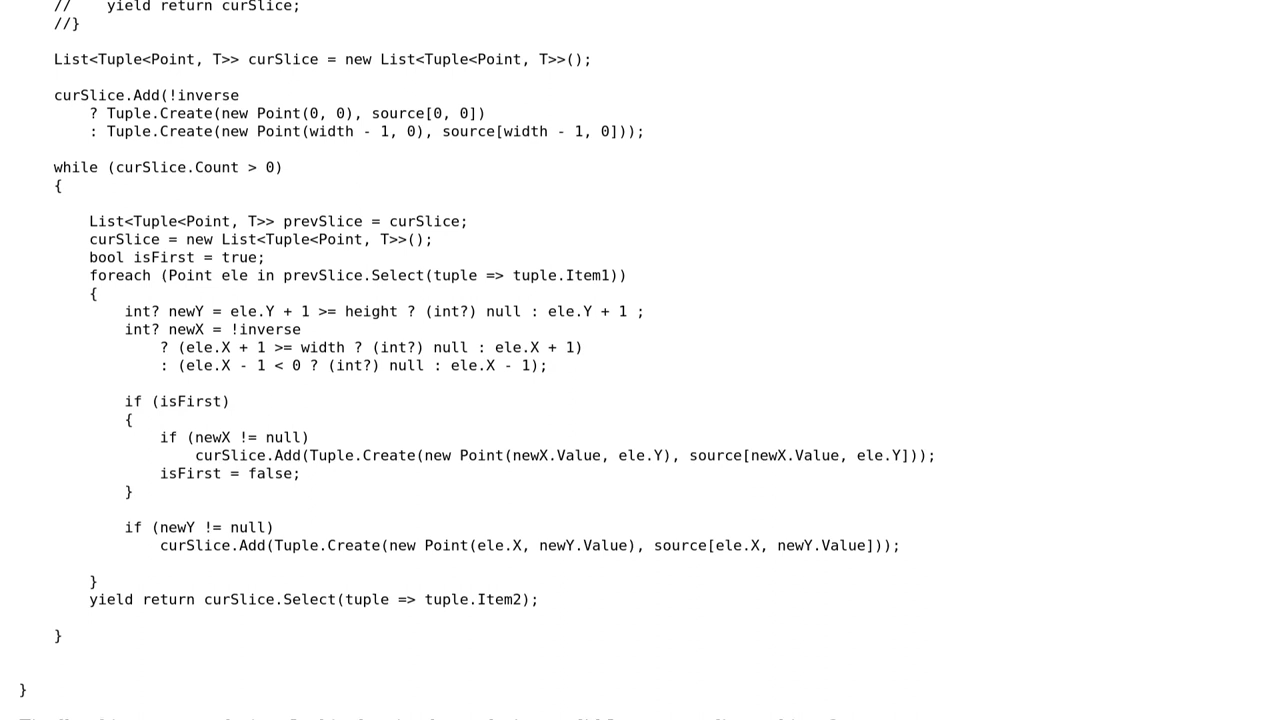 //    yield return curSlice;
//}
List<Tuple<Point, T>> curSlice = new List<Tuple<Point, T>>();
curSlice.Add(!inverse
? Tuple.Create(new Point(0, 0), source[0, 0])
: Tuple.Create(new Point(width - 1, 0), source[width - 1, 0]));
while (curSlice.Count > 0)
{
List<Tuple<Point, T>> prevSlice = curSlice;
curSlice = new List<Tuple<Point, T>>();
bool isFirst = true;
foreach (Point ele in prevSlice.Select(tuple => tuple.Item1))
{
int? newY = ele.Y + 1 >= height ? (int?) null : ele.Y + 1 ;
int? newX = !inverse
? (ele.X + 1 >= width ? (int?) null : ele.X + 1)
: (ele.X - 1 < 0 ? (int?) null : ele.X - 1);
if (isFirst)
{
if (newX != null)
curSlice.Add(Tuple.Create(new Point(newX.Value, ele.Y), source[newX.Value, ele.Y]));
isFirst = false;
}
if (newY != null)
curSlice.Add(Tuple.Create(new Point(ele.X, newY.Value), source[ele.X, newY.Value]));
}
yield return curSlice.Select(tuple => tuple.Item2);
}
}